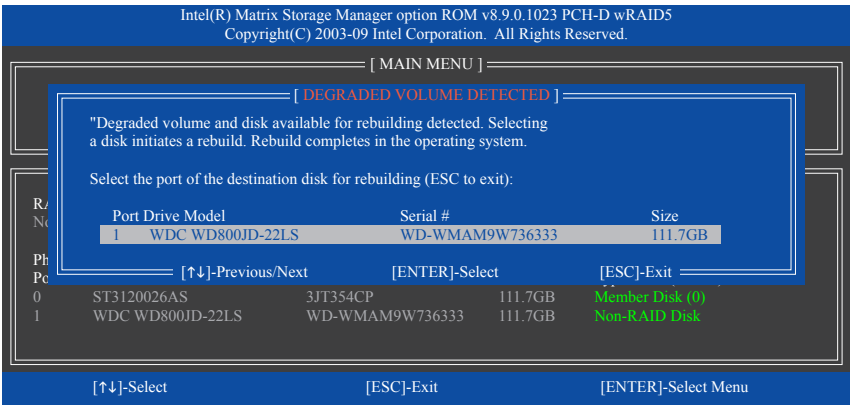 Intel(R) Matrix Storage Manager option ROM v8.9.0.1023 PCH-D wRAID5
Copyright(C) 2003-09 Intel Corporation. All Rights Reserved.
[ MAIN MENU ]
[ DEGRADED VOLUME DETECTED ]
"Degraded volume and disk available for rebuilding detected. Selecting
a disk initiates a rebuild. Rebuild completes in the operating system.
Select the port of the destination disk for rebuilding (ESC to exit):
Port Drive Model Serial # Size
1 WDC WD800JD-22LS WD-WMAM9W736333 111.7GB
[↑↓]-Previous/Next [ENTER]-Select [ESC]-Exit
0 ST3120026AS 3JT354CP 111.7GB Member Disk (0)
1 WDC WD800JD-22LS WD-WMAM9W736333 111.7GB Non-RAID Disk
[↑↓]-Select [ESC]-Exit [ENTER]-Select Menu